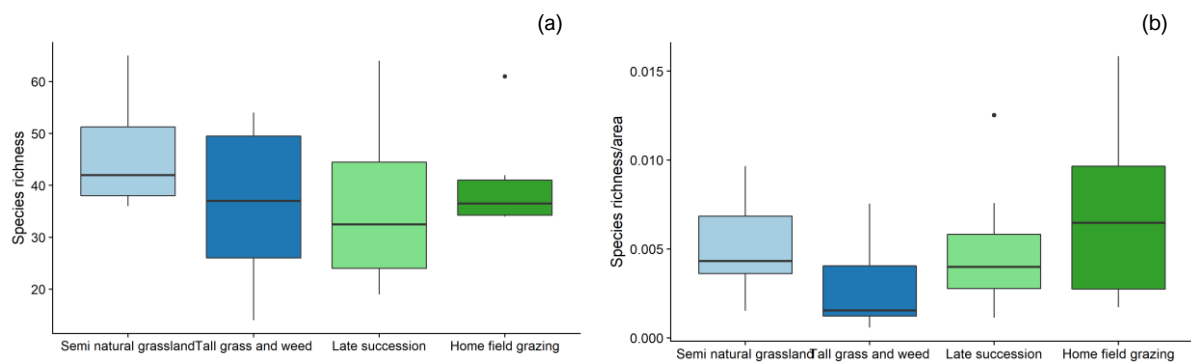 (a)
Species richness
60
50
40
30
20
Semi natural grassland Tall grass and weed Late succession Home field grazing
(b)
Species richness/area
0.015
0.010
0.005
0.000
Semi natural grassland Tall grass and weed Late succession Home field grazing